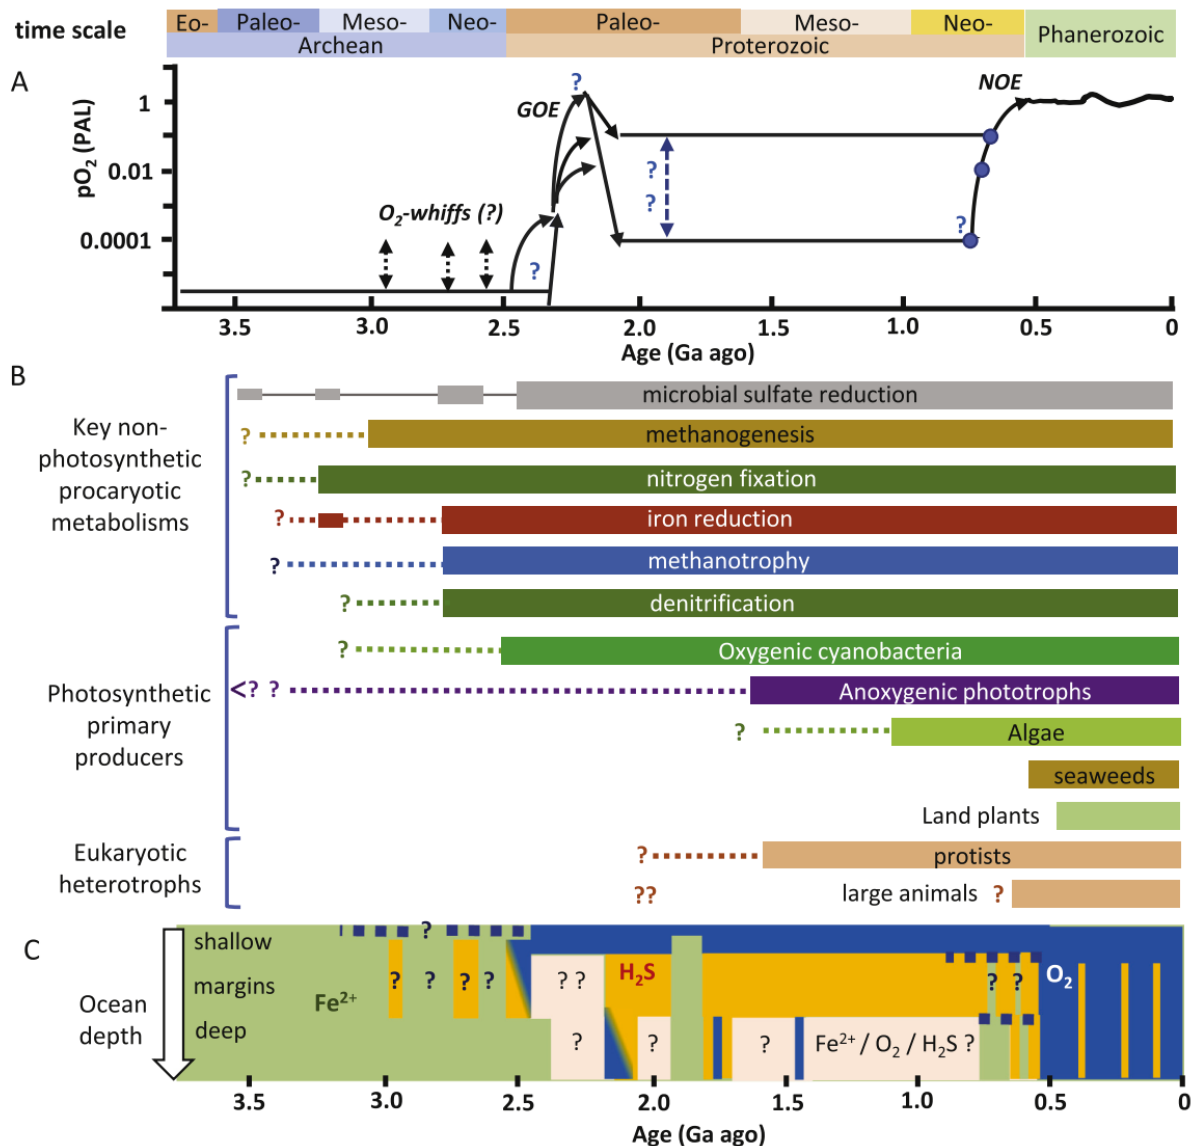 time scale
Eo- Paleo- Meso- Neo- Paleo- Meso- Neo- Phanerozoic
Archean Proterozoic
A
pO2 (PAL)
1
0.01
0.0001
GOE
?
NOE
O2-whiffs (?)
?
?
?
?
3.5 3.0 2.5 2.0 1.5 1.0 0.5 0
Age (Ga ago)
B
Key non-
photosynthetic
procaryotic
metabolisms
microbial sulfate reduction
? methanogenesis
? nitrogen fixation
? iron reduction
? methanotrophy
? denitrification
Photosynthetic
primary
producers
? Oxygenic cyanobacteria
<? ? Anoxygenic phototrophs
? Algae
seaweeds
Land plants
Eukaryotic
heterotrophs
? protists
?? large animals ?
C
Ocean
depth
shallow
margins
deep
Fe2+
?
? ? ? ?
? ?
?
H2S
?
?
Fe2+ / O2 / H2S ?
? ?
O2
3.5 3.0 2.5 2.0 1.5 1.0 0.5 0
Age (Ga ago)